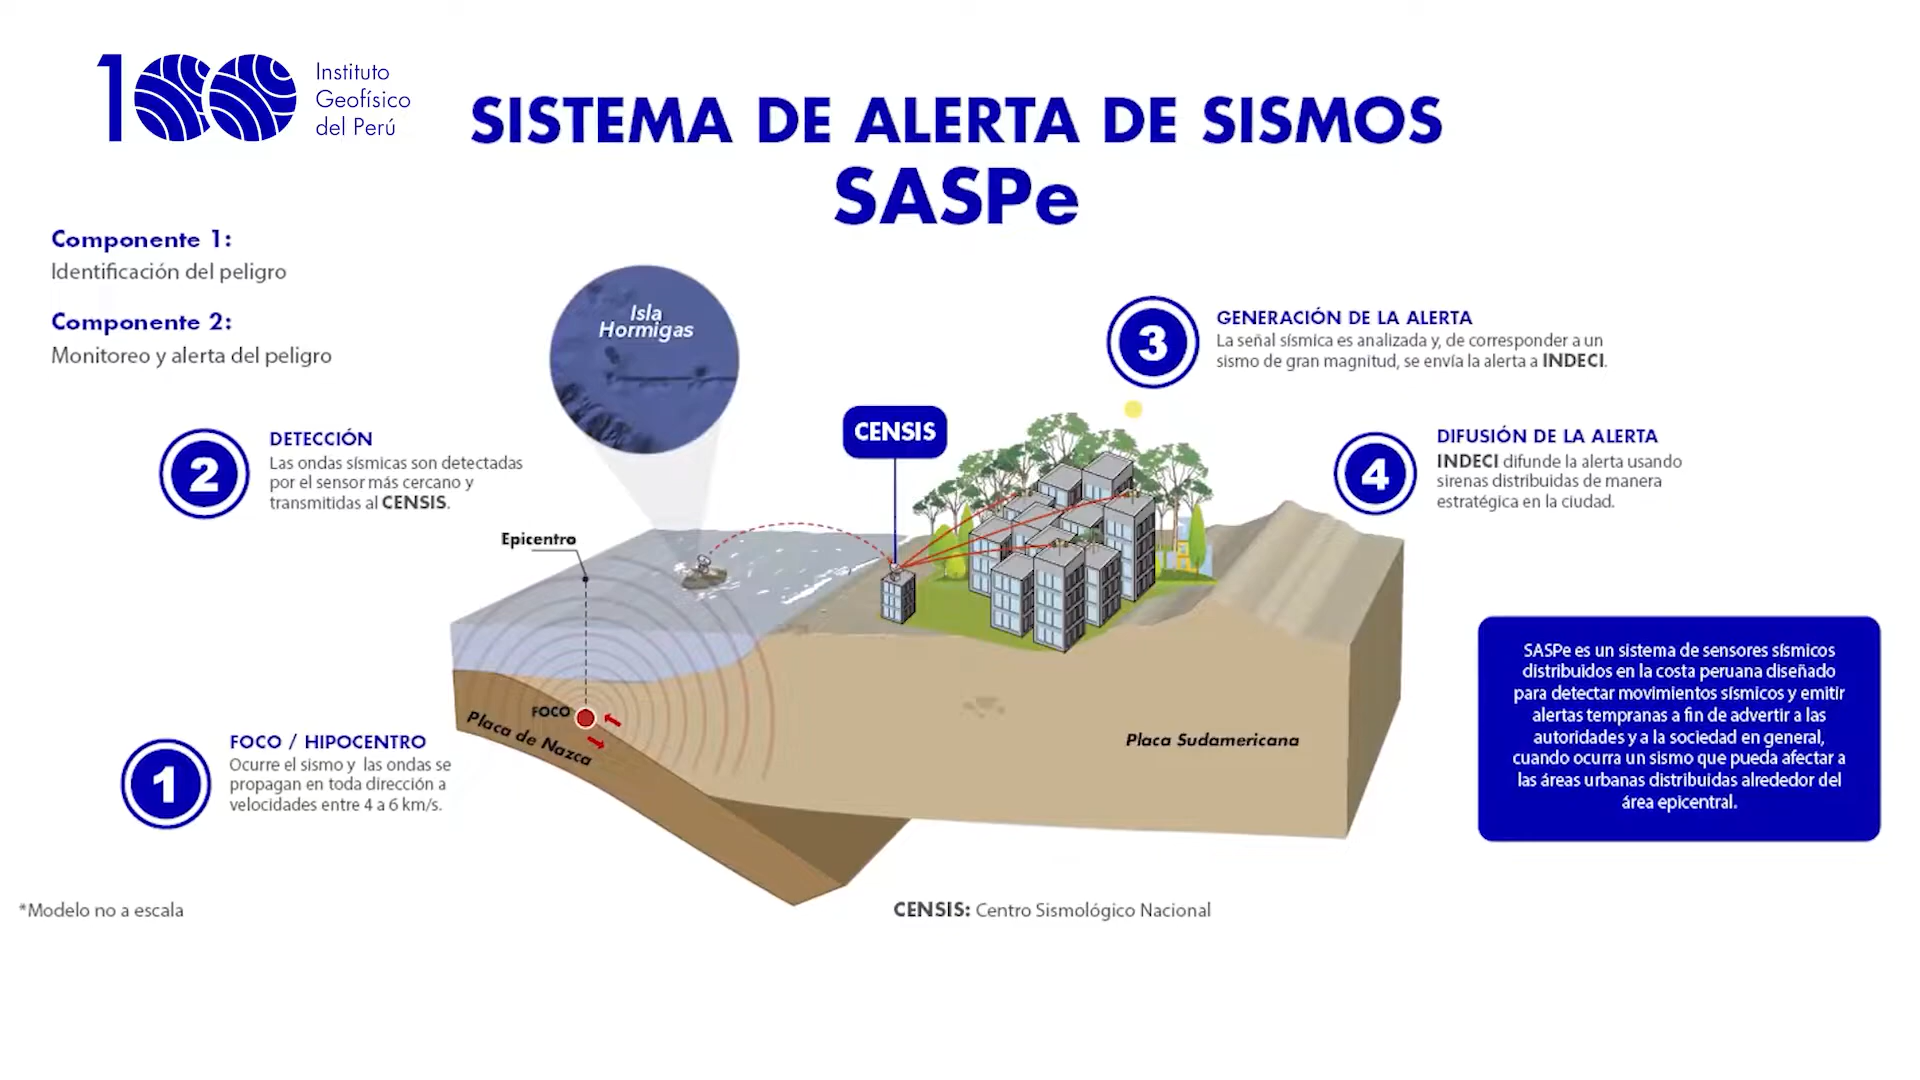 100
Instituto
Geofísico
del Perú
SISTEMA DE ALERTA DE SISMOS
SASPe
Componente 1:
Identificación del peligro
Componente 2:
Monitoreo y alerta del peligro
Isla
Hormigas
3
GENERACIÓN DE LA ALERTA
La señal sísmica es analizada y, de corresponder a un
sismo de gran magnitud, se envía la alerta a INDECI.
2
DETECCIÓN
Las ondas sísmicas son detectadas
por el sensor más cercano y
transmitidas al CENSIS.
CENSIS
4
DIFUSIÓN DE LA ALERTA
INDECI difunde la alerta usando
sirenas distribuidas de manera
estratégica en la ciudad.
Epicentro
FOCO
Placa de Nazca
Placa Sudamericana
1
FOCO / HIPOCENTRO
Ocurre el sismo y las ondas se
propagan en toda dirección a
velocidades entre 4 a 6 km/s.
SASPe es un sistema de sensores sísmicos
distribuidos en la costa peruana diseñado
para detectar movimientos sísmicos y emitir
alertas tempranas a fin de advertir a las
autoridades y a la sociedad en general,
cuando ocurra un sismo que pueda afectar a
las áreas urbanas distribuidas alrededor del
área epicentral.
*Modelo no a escala
CENSIS: Centro Sismológico Nacional